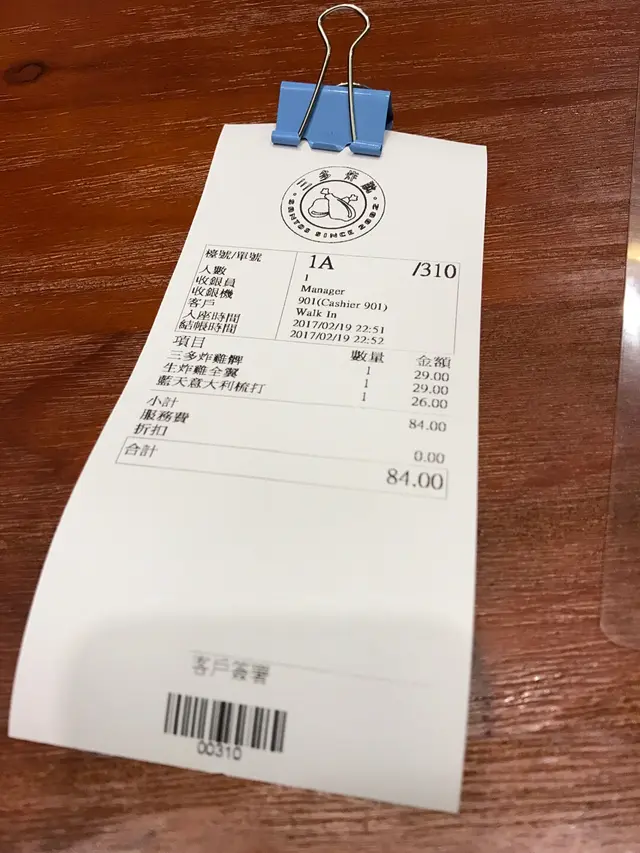 三多炸雞
SANTOS SINCE 2002
檯號/單號 1A /310
人數 1
收銀員 Manager
收銀機 901(Cashier 901)
客戶 Walk In
入座時間 2017/02/19 22:51
結帳時間 2017/02/19 22:52
項目 數量 金額
三多炸雞髀 1 29.00
生炸雞全翼 1 29.00
藍天意大利梳打 1 26.00
小計 84.00
服務費
折扣 0.00
合計 84.00
客戶簽署
00310